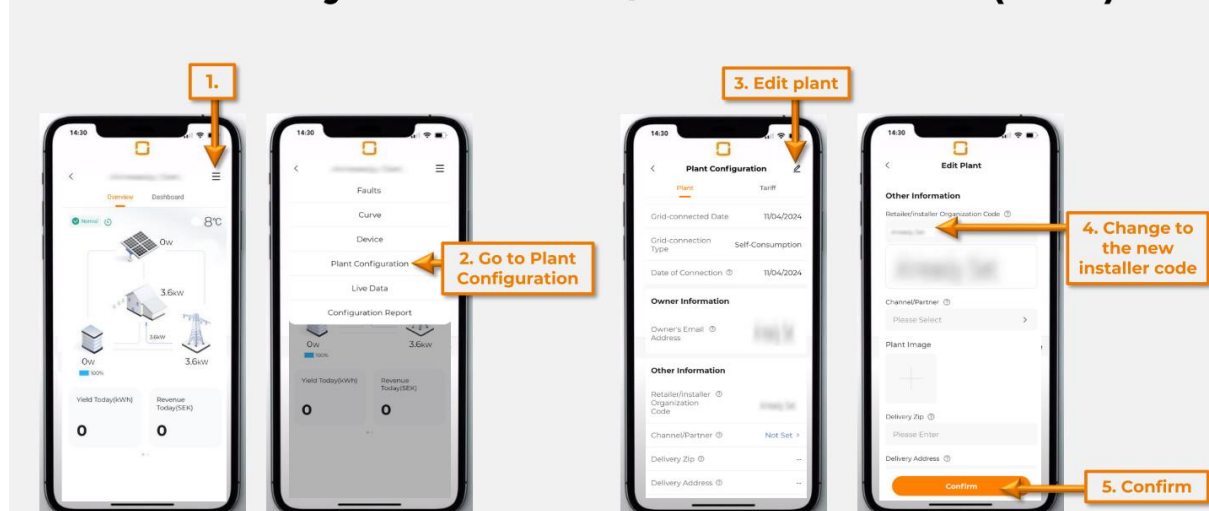 1.
3. Edit plant
14:30
Overview
Dashboard
Normal
8°C
0w
3.6kw
3.6kW
0w
100%
3.6kw
Yield Today(kWh)
Revenue
Today(SEK)
0
0
14:30
Faults
Curve
Device
Plant Configuration
Live Data
Configuration Report
0w
100%
3.6kw
Yield Today(kWh)
Revenue
Today(SEK)
0
0
2. Go to Plant
Configuration
14:30
Plant Configuration
Plant
Tariff
Grid-connected Date
11/04/2024
Grid-connection
Type
Self-Consumption
Date of Connection
11/04/2024
Owner Information
Owner's Email
Address
Other Information
Retailer/installer
Organization
Code
Channel/Partner
Not Set
Delivery Zip
--
Delivery Address
--
14:30
Edit Plant
Other Information
Retailer/installer Organization Code
Channel/Partner
Please Select
Plant Image
Delivery Zip
Please Enter
Delivery Address
Confirm
4. Change to
the new
installer code
5. Confirm